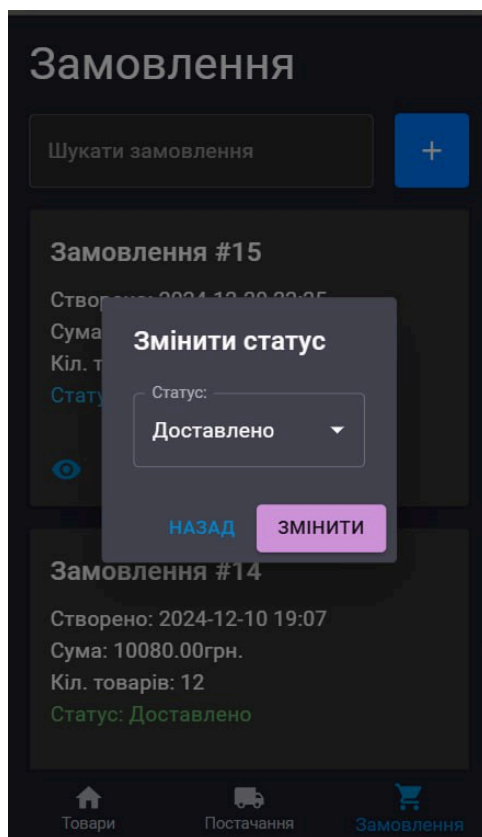 Замовлення
Шукати замовлення
+
Замовлення #15
Сума
Змінити статус
Статус:
Доставлено
НАЗАД
ЗМІНИТИ
Замовлення #14
Створено: 2024-12-10 19:07
Сума: 10080.00грн.
Кіл. товарів: 12
Статус: Доставлено
Товари
Постачання
Замовлення